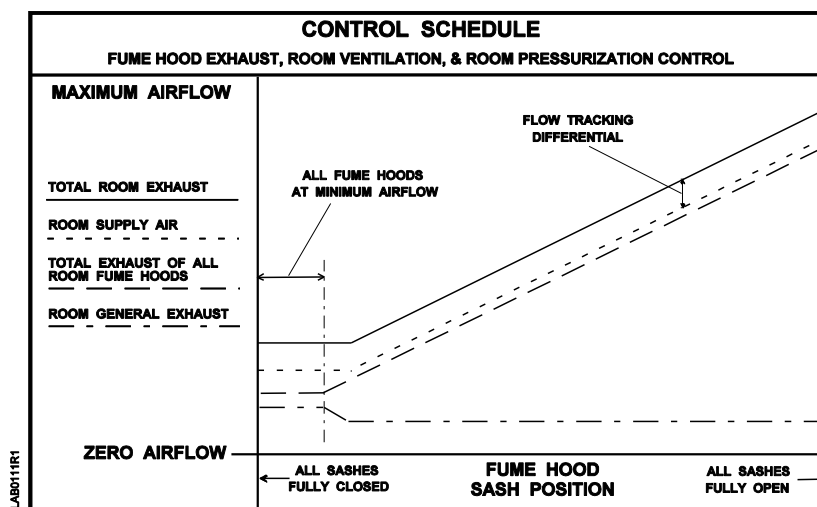 CONTROL SCHEDULE
FUME HOOD EXHAUST, ROOM VENTILATION, & ROOM PRESSURIZATION CONTROL
MAXIMUM AIRFLOW
FLOW TRACKING
DIFFERENTIAL
ALL FUME HOODS
AT MINIMUM AIRFLOW
TOTAL ROOM EXHAUST
ROOM SUPPLY AIR
TOTAL EXHAUST OF ALL
ROOM FUME HOODS
ROOM GENERAL EXHAUST
ZERO AIRFLOW
ALL SASHES
FULLY CLOSED
FUME HOOD
SASH POSITION
ALL SASHES
FULLY OPEN
LAB0111R1